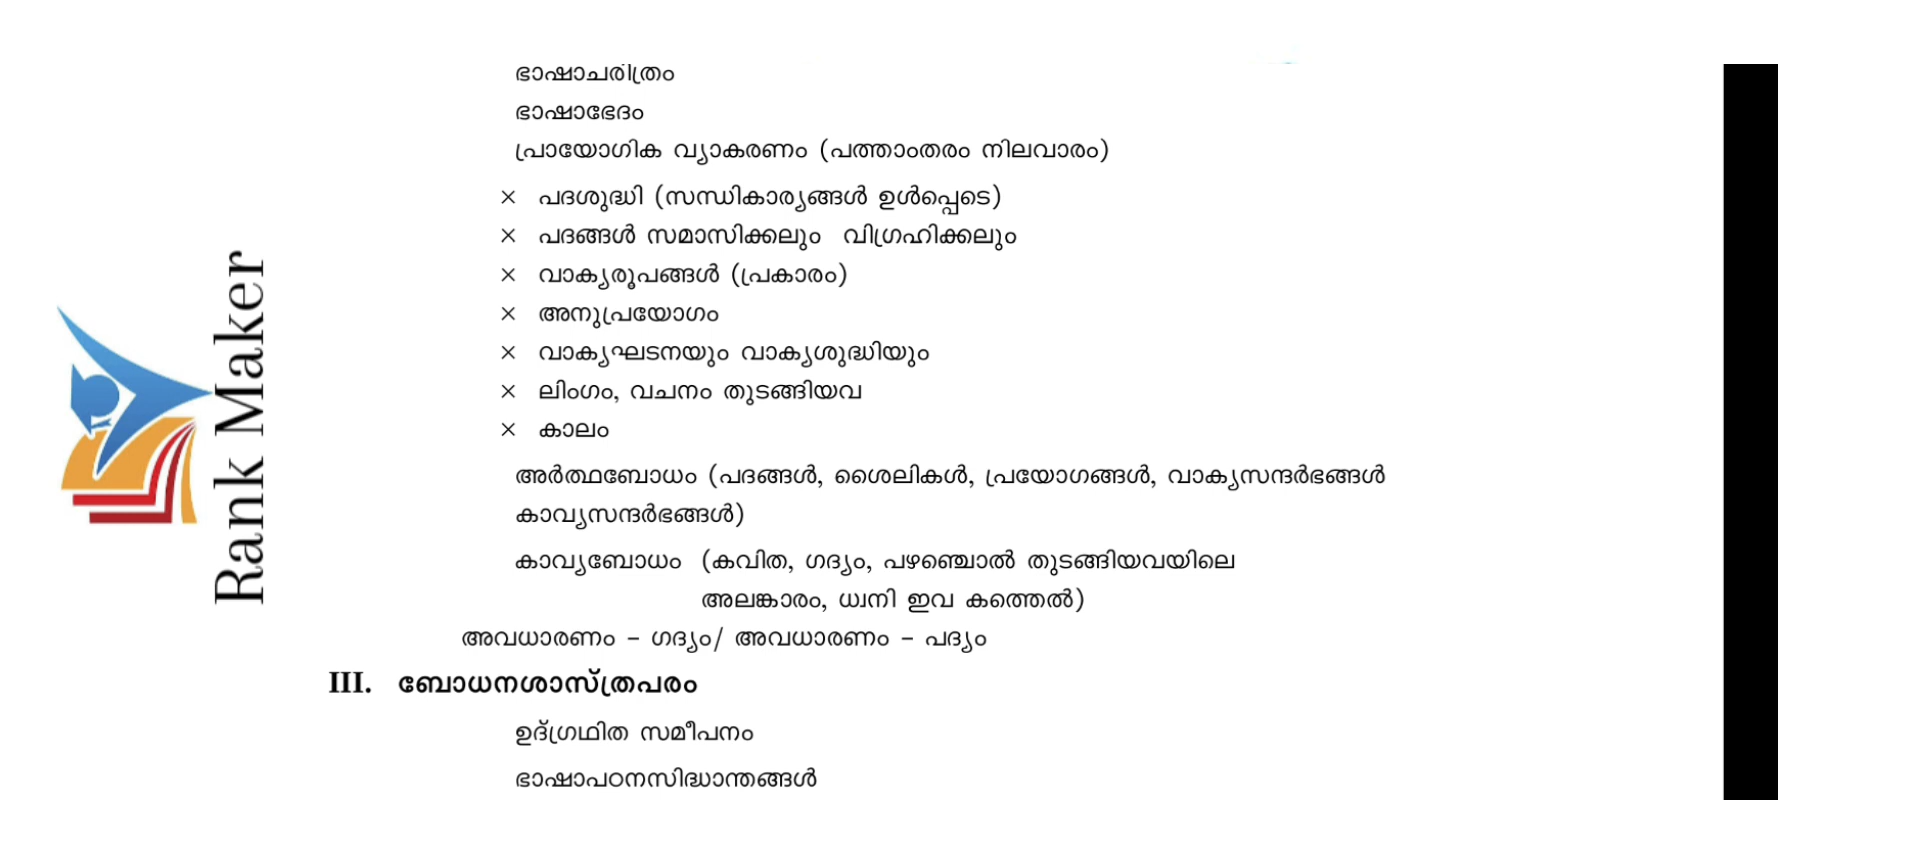 ഭാഷാചരിത്രം
ഭാഷാഭേദം
പ്രായോഗിക വ്യാകരണം (പത്താംതരം നിലവാരം)
× പദശുദ്ധി (സന്ധികാര്യങ്ങൾ ഉൾപ്പെടെ)
× പദങ്ങൾ സമാസിക്കലും വിഗ്രഹിക്കലും
× വാക്യരൂപങ്ങൾ (പ്രകാരം)
× അനുപ്രയോഗം
× വാക്യഘടനയും വാക്യശുദ്ധിയും
× ലിംഗം, വചനം തുടങ്ങിയവ
× കാലം
അർത്ഥബോധം (പദങ്ങൾ, ശൈലികൾ, പ്രയോഗങ്ങൾ, വാക്യസന്ദർഭങ്ങൾ
കാവ്യസന്ദർഭങ്ങൾ)
കാവ്യബോധം (കവിത, ഗദ്യം, പഴഞ്ചൊൽ തുടങ്ങിയവയിലെ
അലങ്കാരം, ധ്വനി ഇവ കത്തെൽ)
അവധാരണം – ഗദ്യം/ അവധാരണം – പദ്യം
III. ബോധനശാസ്ത്രപരം
ഉദ്ഗ്രഥിത സമീപനം
ഭാഷാപഠനസിദ്ധാന്തങ്ങൾ
Rank Maker